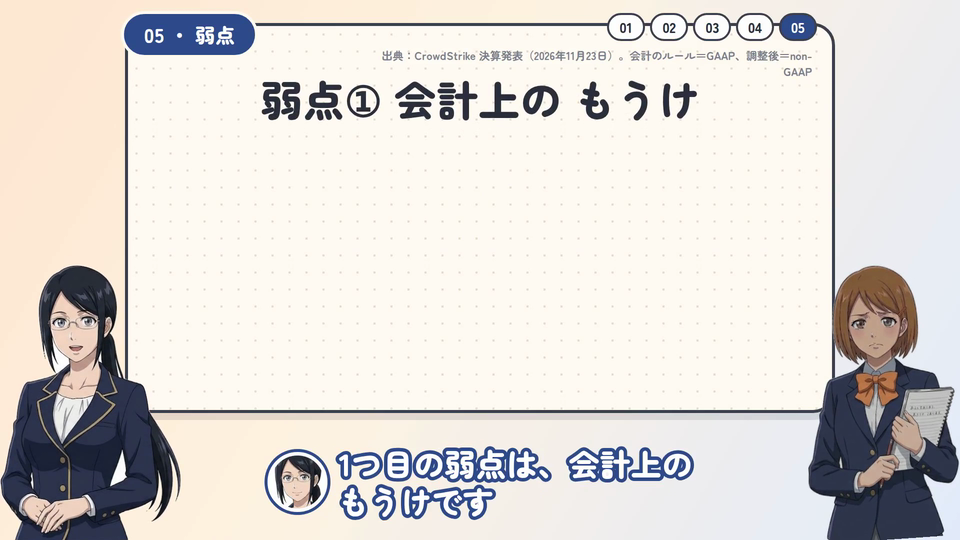 05 ・ 弱点
01 02 03 04 05
出典：CrowdStrike 決算発表（2026年11月23日）。会計のルール＝GAAP、調整後＝non-
GAAP
弱点① 会計上の もうけ
1つ目の弱点は、会計上の
もうけです